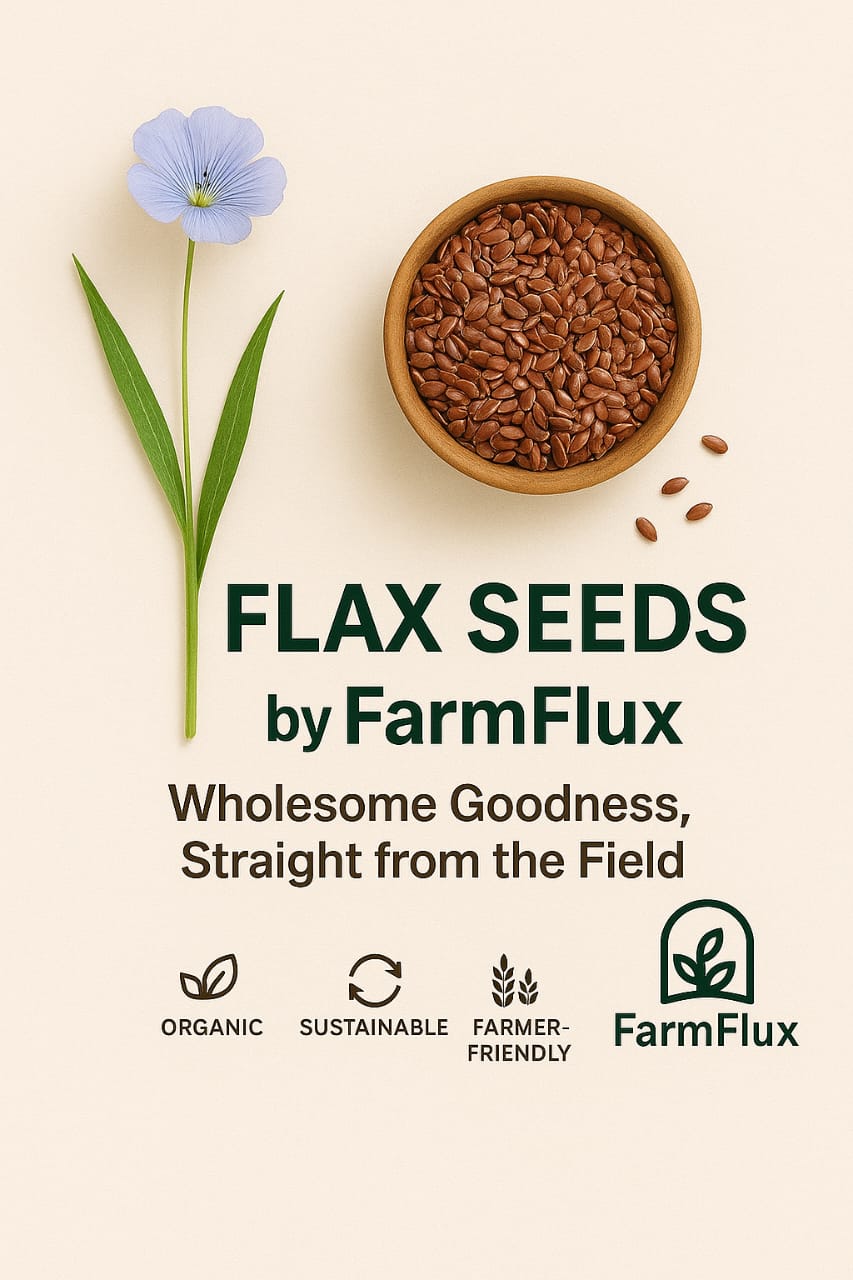 FLAX SEEDS
by FarmFlux
Wholesome Goodness,
Straight from the Field
ORGANIC
SUSTAINABLE
FARMER-
FRIENDLY
FarmFlux